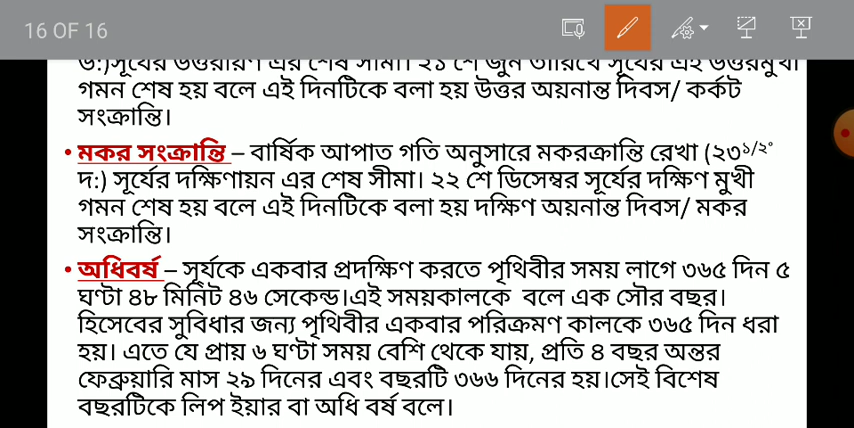 16 OF 16
উ:)সূর্যের উত্তরায়ণ এর শেষ সীমা। ২১ শে জুন তারিখে সূর্যের এই উত্তরমুখী
গমন শেষ হয় বলে এই দিনটিকে বলা হয় উত্তর অয়নান্ত দিবস/ কর্কট
সংক্রান্তি।
• মকর সংক্রান্তি – বার্ষিক আপাত গতি অনুসারে মকরক্রান্তি রেখা (২৩১/২°
দ:) সূর্যের দক্ষিণায়ন এর শেষ সীমা। ২২ শে ডিসেম্বর সূর্যের দক্ষিণ মুখী
গমন শেষ হয় বলে এই দিনটিকে বলা হয় দক্ষিণ অয়নান্ত দিবস/ মকর
সংক্রান্তি।
• অধিবর্ষ – সূর্যকে একবার প্রদক্ষিণ করতে পৃথিবীর সময় লাগে ৩৬৫ দিন ৫
ঘণ্টা ৪৮ মিনিট ৪৬ সেকেন্ড।এই সময়কালকে বলে এক সৌর বছর।
হিসেবের সুবিধার জন্য পৃথিবীর একবার পরিক্রমণ কালকে ৩৬৫ দিন ধরা
হয়। এতে যে প্রায় ৬ ঘণ্টা সময় বেশি থেকে যায়, প্রতি ৪ বছর অন্তর
ফেব্রুয়ারি মাস ২৯ দিনের এবং বছরটি ৩৬৬ দিনের হয়।সেই বিশেষ
বছরটিকে লিপ ইয়ার বা অধি বর্ষ বলে।